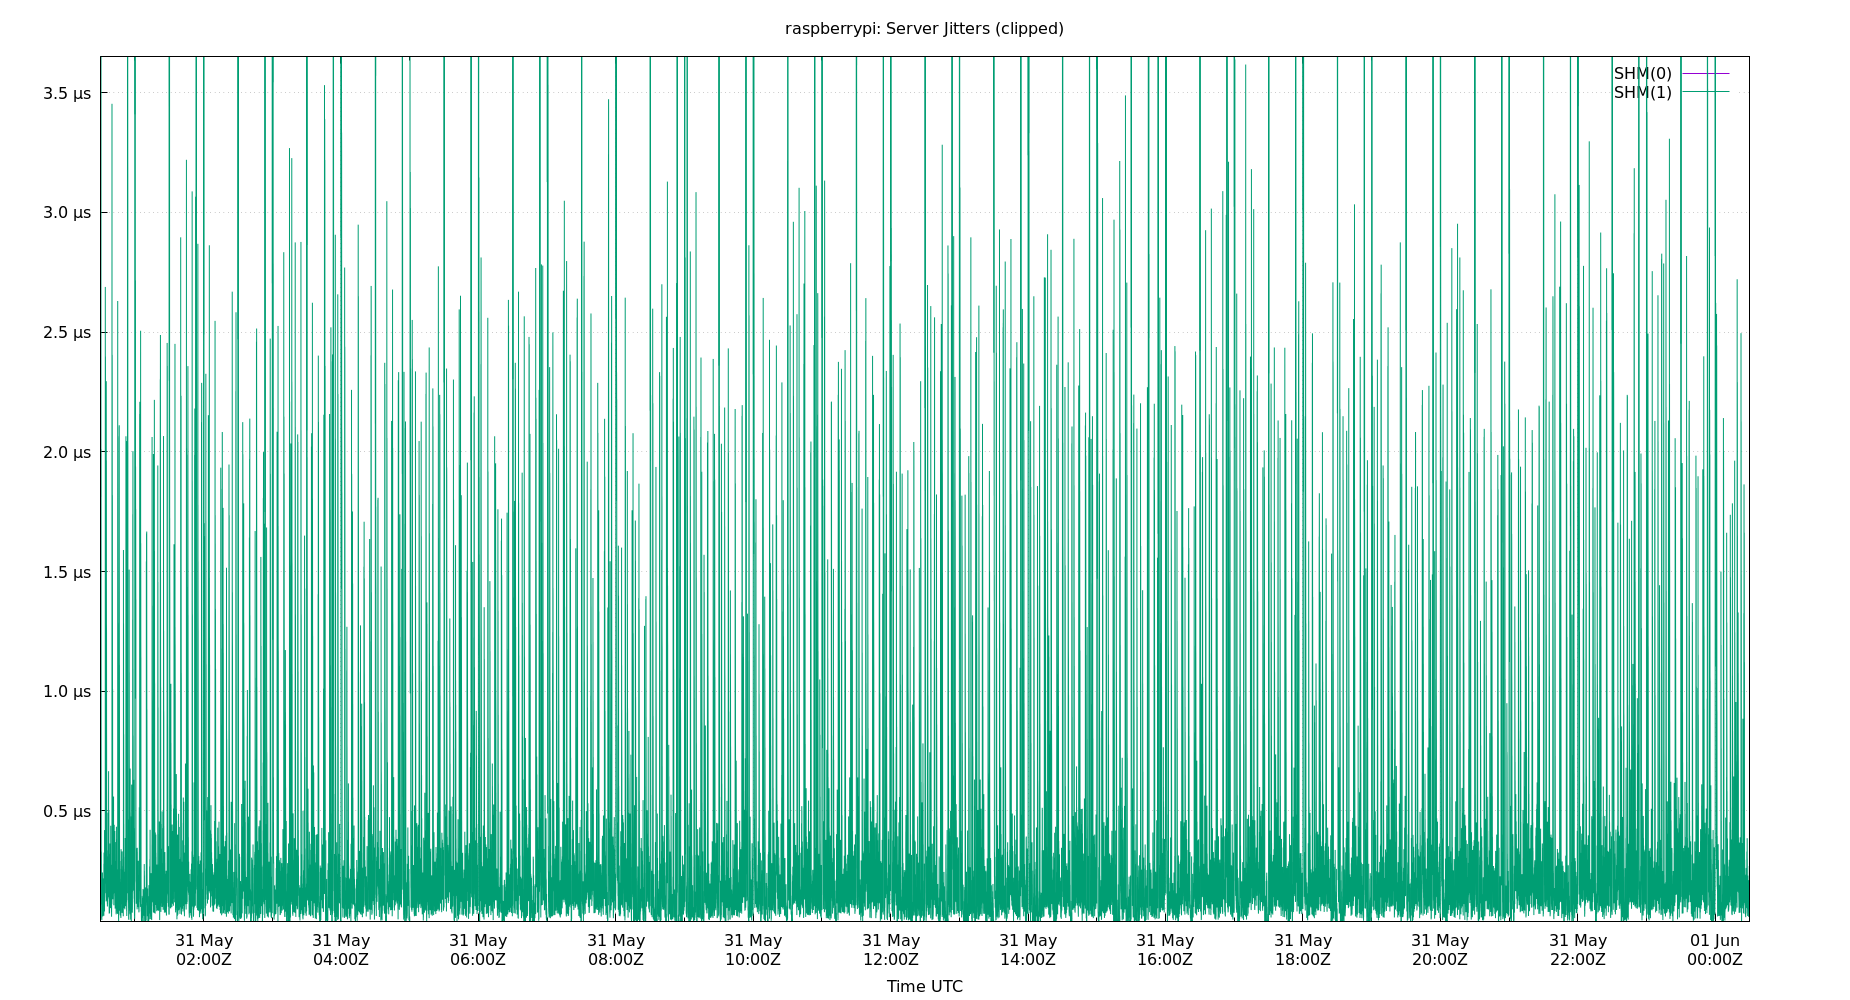 raspberrypi: Server Jitters (clipped)
SHM(0)
SHM(1)
3.5 µs
3.0 µs
2.5 µs
2.0 µs
1.5 µs
1.0 µs
0.5 µs
31 May 31 May 31 May 31 May 31 May 31 May 31 May 31 May 31 May 31 May 31 May 01 Jun
02:00Z 04:00Z 06:00Z 08:00Z 10:00Z 12:00Z 14:00Z 16:00Z 18:00Z 20:00Z 22:00Z 00:00Z
Time UTC